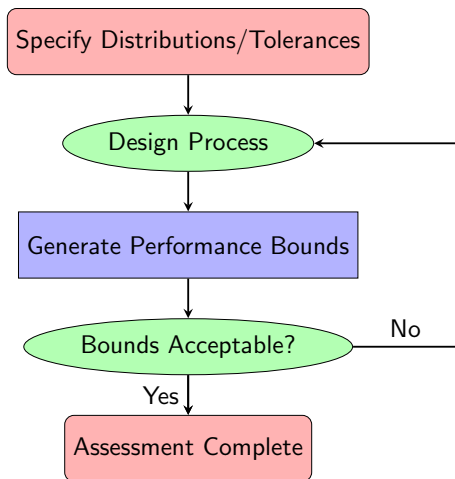 Specify Distributions/Tolerances
Design Process
Generate Performance Bounds
Bounds Acceptable?
No
Yes
Assessment Complete